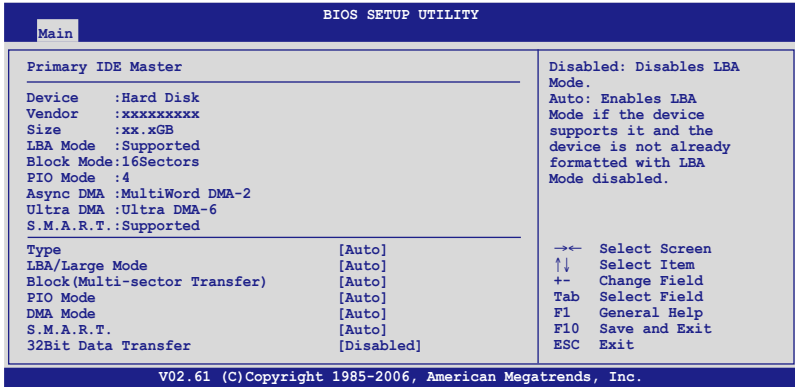 BIOS SETUP UTILITY
Main
Primary IDE Master
Device :Hard Disk
Vendor :xxxxxxxxx
Size :xx.xGB
LBA Mode :Supported
Block Mode:16Sectors
PIO Mode :4
Async DMA :MultiWord DMA-2
Ultra DMA :Ultra DMA-6
S.M.A.R.T.:Supported
Type [Auto]
LBA/Large Mode [Auto]
Block(Multi-sector Transfer) [Auto]
PIO Mode [Auto]
DMA Mode [Auto]
S.M.A.R.T. [Auto]
32Bit Data Transfer [Disabled]
Disabled: Disables LBA
Mode.
Auto: Enables LBA
Mode if the device
supports it and the
device is not already
formatted with LBA
Mode disabled.
→← Select Screen
↑↓ Select Item
+- Change Field
Tab Select Field
F1 General Help
F10 Save and Exit
ESC Exit
V02.61 (C)Copyright 1985-2006, American Megatrends, Inc.